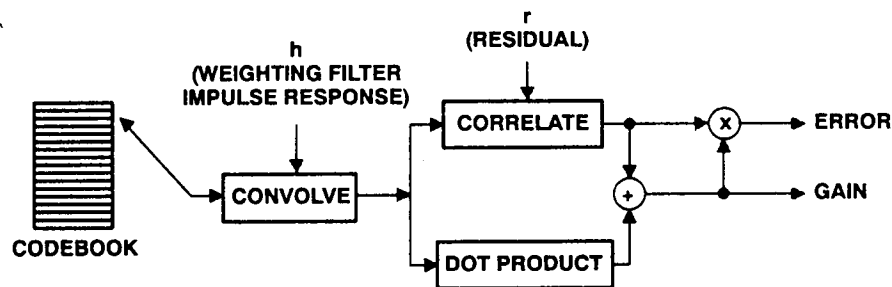 r
(RESIDUAL)
h
(WEIGHTING FILTER
IMPULSE RESPONSE)
CORRELATE
X
ERROR
CONVOLVE
+
GAIN
CODEBOOK
DOT PRODUCT